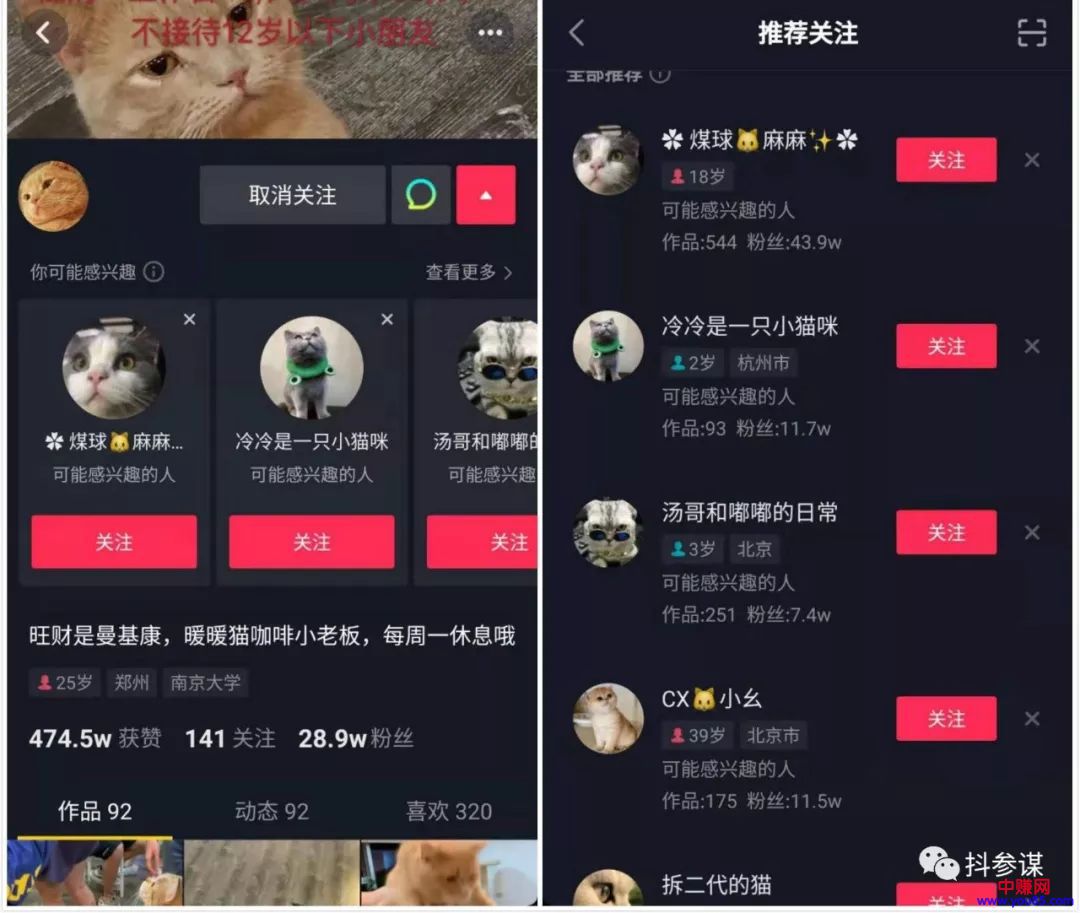 不接待12岁以下小朋友
取消关注
你可能感兴趣
查看更多 >
煤球🐱麻麻...
冷冷是一只小猫咪
汤哥和嘟嘟的
可能感兴趣的人
可能感兴趣的人
可能感兴趣
关注
关注
关注
旺财是曼基康，暖暖猫咖啡小老板，每周一休息哦
25岁 郑州 南京大学
474.5w 获赞 141 关注 28.9w 粉丝
作品 92 动态 92 喜欢 320
推荐关注
全部推荐
煤球🐱麻麻✨
18岁
可能感兴趣的人
作品:544 粉丝:43.9w
关注
冷冷是一只小猫咪
2岁 杭州市
可能感兴趣的人
作品:93 粉丝:11.7w
关注
汤哥和嘟嘟的日常
3岁 北京
可能感兴趣的人
作品:251 粉丝:7.4w
关注
CX🐱小幺
39岁 北京市
可能感兴趣的人
作品:175 粉丝:11.5w
关注
拆二代的猫
关注
抖参谋
中赚网
www.you85.com